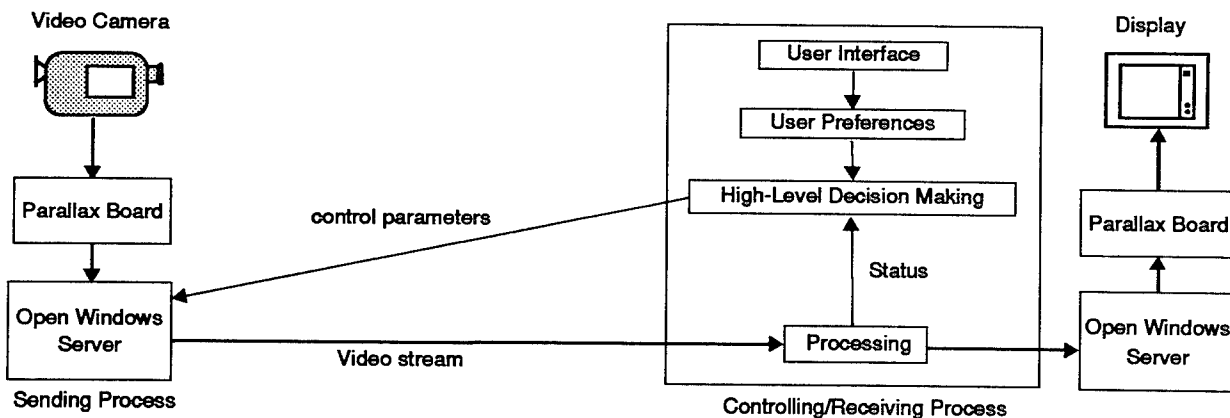 Video Camera
Parallax Board
Open Windows
Server
Sending Process
control parameters
Video stream
User Interface
User Preferences
High-Level Decision Making
Status
Processing
Controlling/Receiving Process
Display
Parallax Board
Open Windows
Server